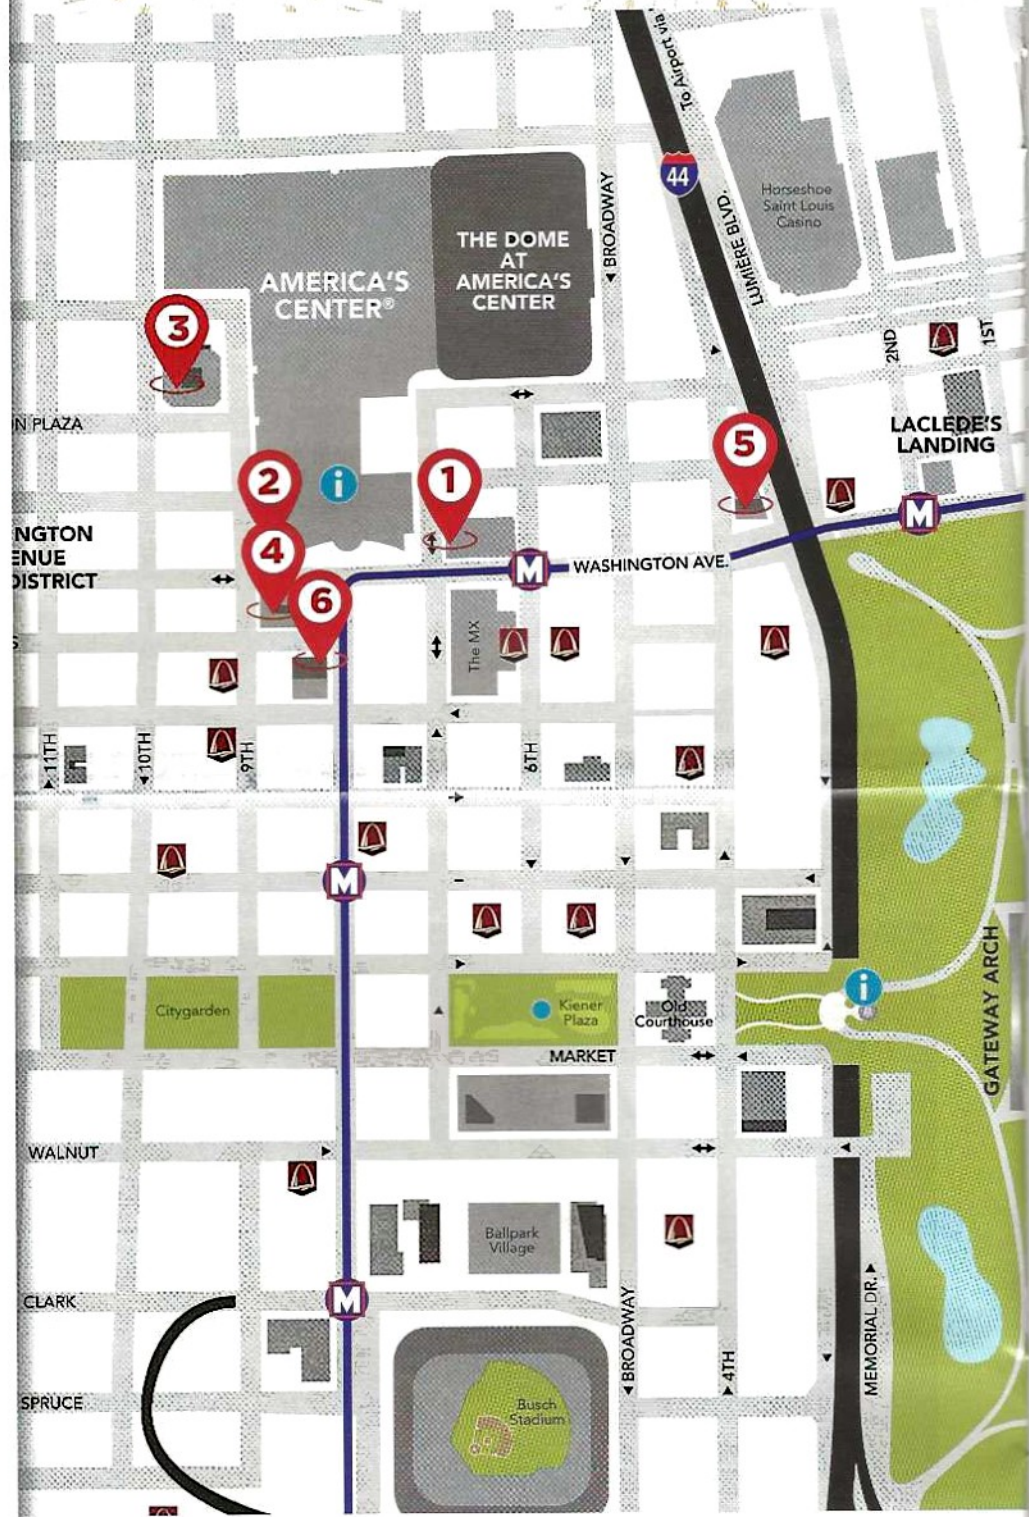 To Airport via
44
BROADWAY
LUMIÈRE BLVD.
Horseshoe
Saint Louis
Casino
THE DOME
AT
AMERICA'S
CENTER
AMERICA'S
CENTER®
3
2ND
1ST
N PLAZA
LACLEDE'S
LANDING
5
1
2
i
M
NGTON
ENUE
DISTRICT
4
M
WASHINGTON AVE.
6
S
The MX
11TH
10TH
9TH
6TH
M
GATEWAY ARCH
i
Citygarden
Kiener
Plaza
Old
Courthouse
MARKET
WALNUT
Ballpark
Village
CLARK
M
BROADWAY
4TH
MEMORIAL DR.
SPRUCE
Busch
Stadium